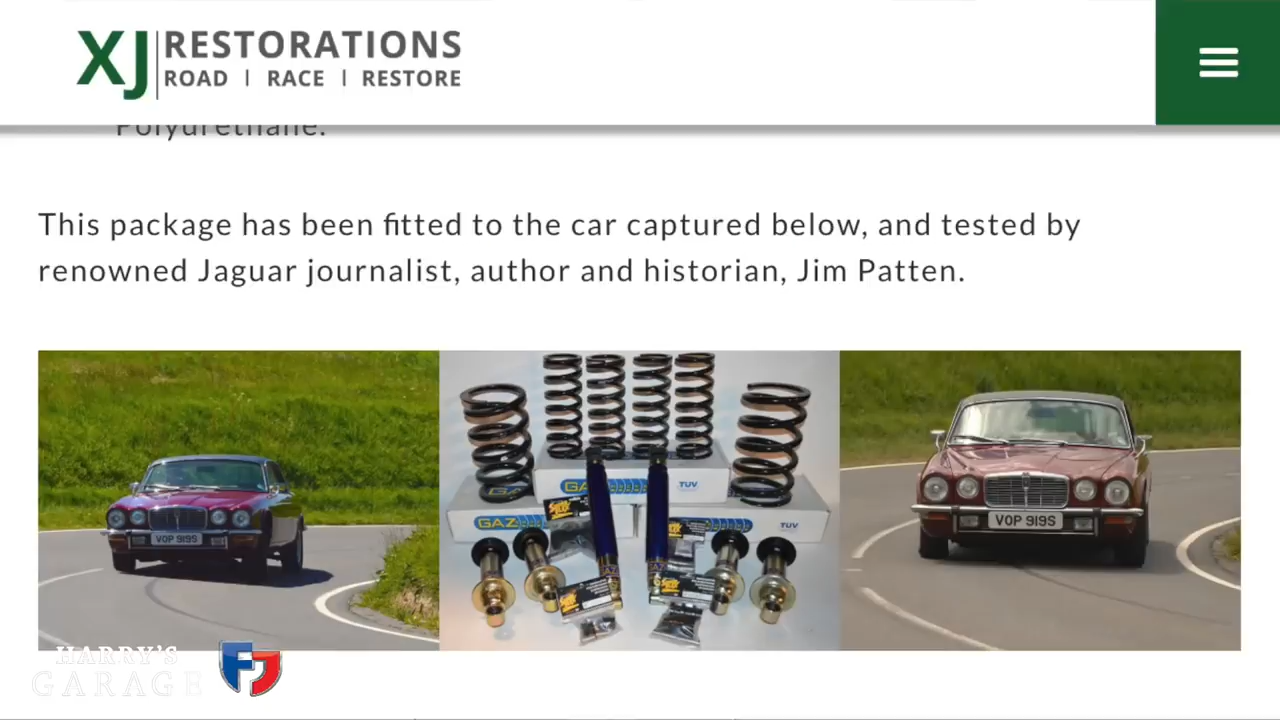 XJ RESTORATIONS
ROAD | RACE | RESTORE
Polyurethane.
This package has been fitted to the car captured below, and tested by
renowned Jaguar journalist, author and historian, Jim Patten.
GAZ
TUV
GAZ
GAZ
TUV
VOP 919S
VOP 919S
HARRY'S
GARAGE